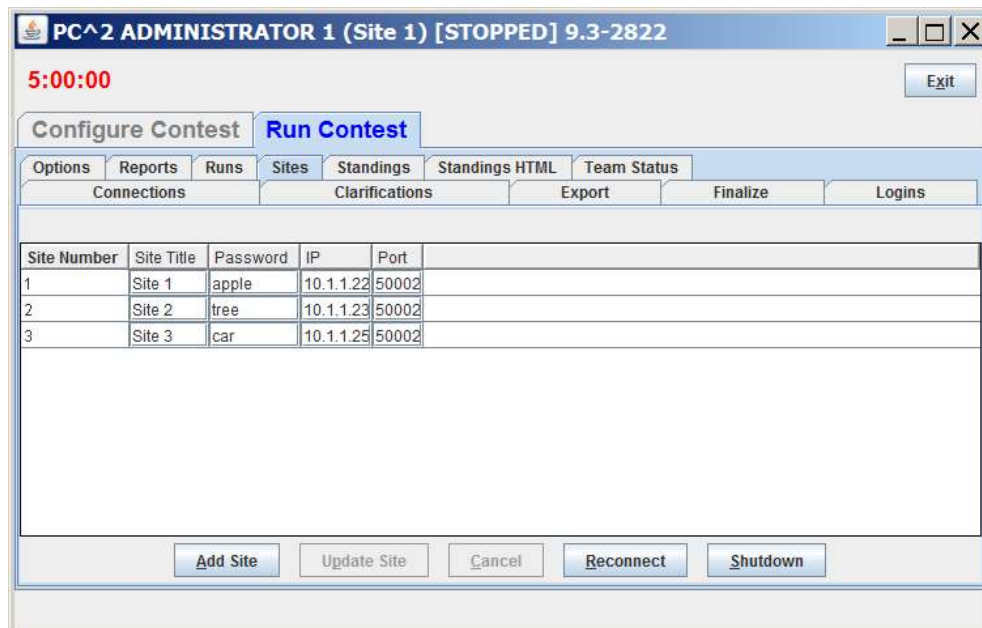 PC^2 ADMINISTRATOR 1 (Site 1) [STOPPED] 9.3-2822
5:00:00 Exit
Configure Contest Run Contest
Options Reports Runs Sites Standings Standings HTML Team Status
Connections Clarifications Export Finalize Logins
Site Number Site Title Password IP Port
1 Site 1 apple 10.1.1.22 50002
2 Site 2 tree 10.1.1.23 50002
3 Site 3 car 10.1.1.25 50002
Add Site Update Site Cancel Reconnect Shutdown